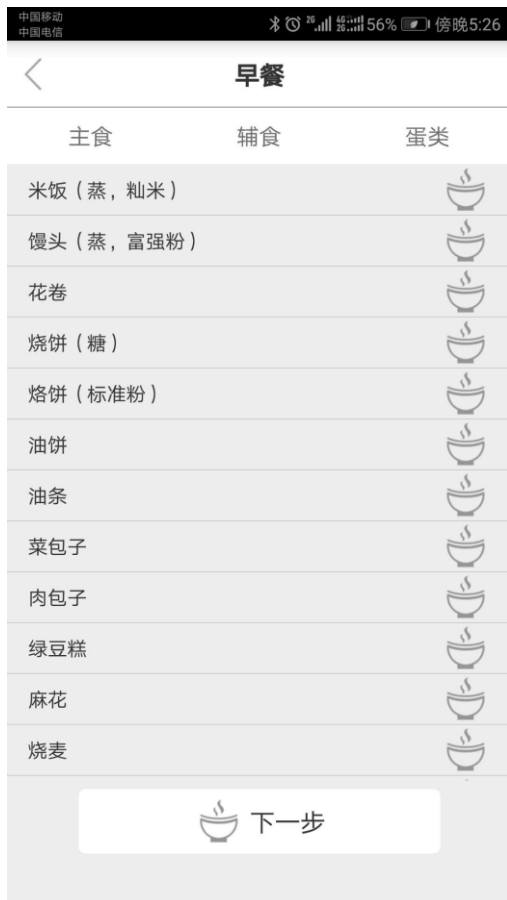 中国移动
中国电信
2G 4G 2G 56% 傍晚5:26
早餐
主食 辅食 蛋类
米饭（蒸，籼米）
馒头（蒸，富强粉）
花卷
烧饼（糖）
烙饼（标准粉）
油饼
油条
菜包子
肉包子
绿豆糕
麻花
烧麦
下一步